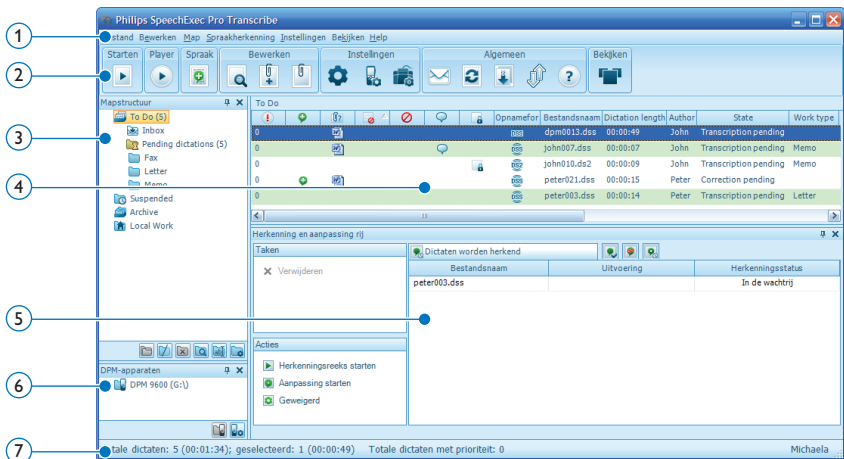 Philips SpeechExec Pro Transcribe
1
stand Bewerken Map Spraakherkenning Instellingen Bekijken Help
Starten Player Spraak Bewerken Instellingen Algemeen Bekijken
2
Mapstructuur
To Do
To Do (5)
Opnamefor Bestandsnaam Dictation length Author State Work type
3
Inbox
0 DSS dpm0013.dss 00:00:49 John Transcription pending
Pending dictations (5)
0 DSS john007.dss 00:00:07 John Transcription pending Memo
Fax
0 DS2 john010.ds2 00:00:09 John Transcription pending Memo
Letter
4
0 DSS peter021.dss 00:00:15 Peter Correction pending
Memo
0 DSS peter003.dss 00:00:14 Peter Transcription pending Letter
Suspended
Archive
Local Work
Herkenning en aanpassing rij
Taken
Dictaten worden herkend
Verwijderen
Bestandsnaam Uitvoering Herkenningsstatus
peter003.dss In de wachtrij
5
Acties
Herkenningsreeks starten
Aanpassing starten
Geweigerd
DPM-apparaten
6
DPM 9600 (G:\)
7
tale dictaten: 5 (00:01:34); geselecteerd: 1 (00:00:49) Totale dictaten met prioriteit: 0 Michaela